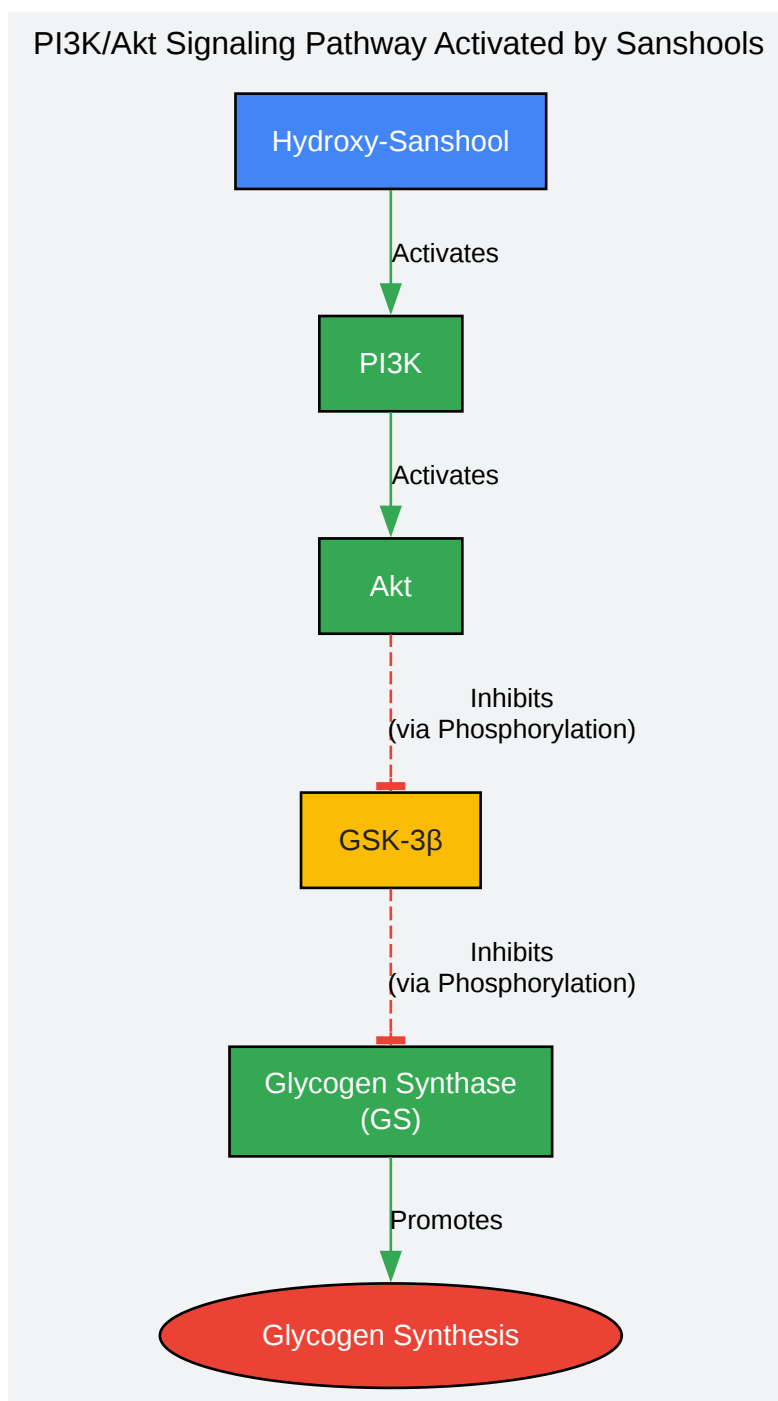 PI3K/Akt Signaling Pathway Activated by Sanshools
Hydroxy-Sanshool
Activates
PI3K
Activates
Akt
Inhibits
(via Phosphorylation)
GSK-3β
Inhibits
(via Phosphorylation)
Glycogen Synthase
(GS)
Promotes
Glycogen Synthesis